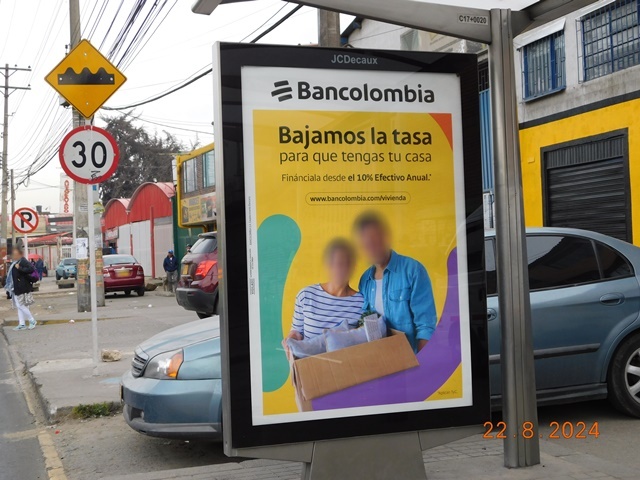 C17+0020
JCDecaux
Bancolombia
Bajamos la tasa
para que tengas tu casa
Fináncialа desde el 10% Efectivo Anual.*
www.bancolombia.com/vivienda
30
P
22 8 2024